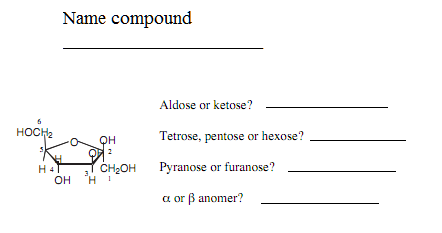 Name compound
Aldose or ketose?
6
HOCH₂
O
OH
Tetrose, pentose or hexose?
5
2
H
H 4
3
CH₂OH
Pyranose or furanose?
OH
H
1
α or β anomer?